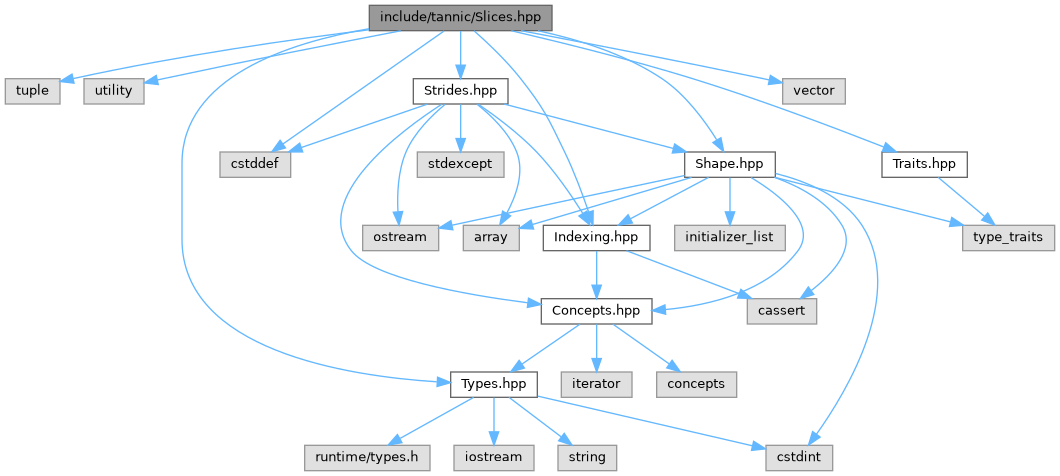 include/tannic/Slices.hpp
tuple
utility
Strides.hpp
vector
cstddef
stdexcept
Shape.hpp
Traits.hpp
ostream
array
Indexing.hpp
initializer_list
type_traits
Concepts.hpp
cassert
Types.hpp
iterator
concepts
runtime/types.h
iostream
string
cstdint